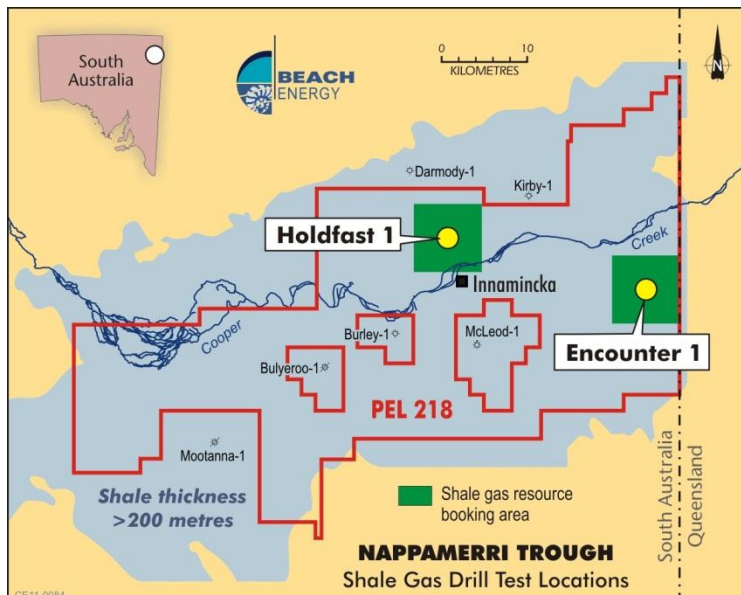 South
Australia
BEACH
ENERGY
0 10
KILOMETRES
N
Darmody-1
Kirby-1
Holdfast 1
Creek
Innamincka
Cooper
Burley-1
McLeod-1
Encounter 1
Bulyeroo-1
PEL 218
Mootanna-1
Shale thickness
>200 metres
Shale gas resource
booking area
South Australia
Queensland
NAPPAMERRI TROUGH
Shale Gas Drill Test Locations